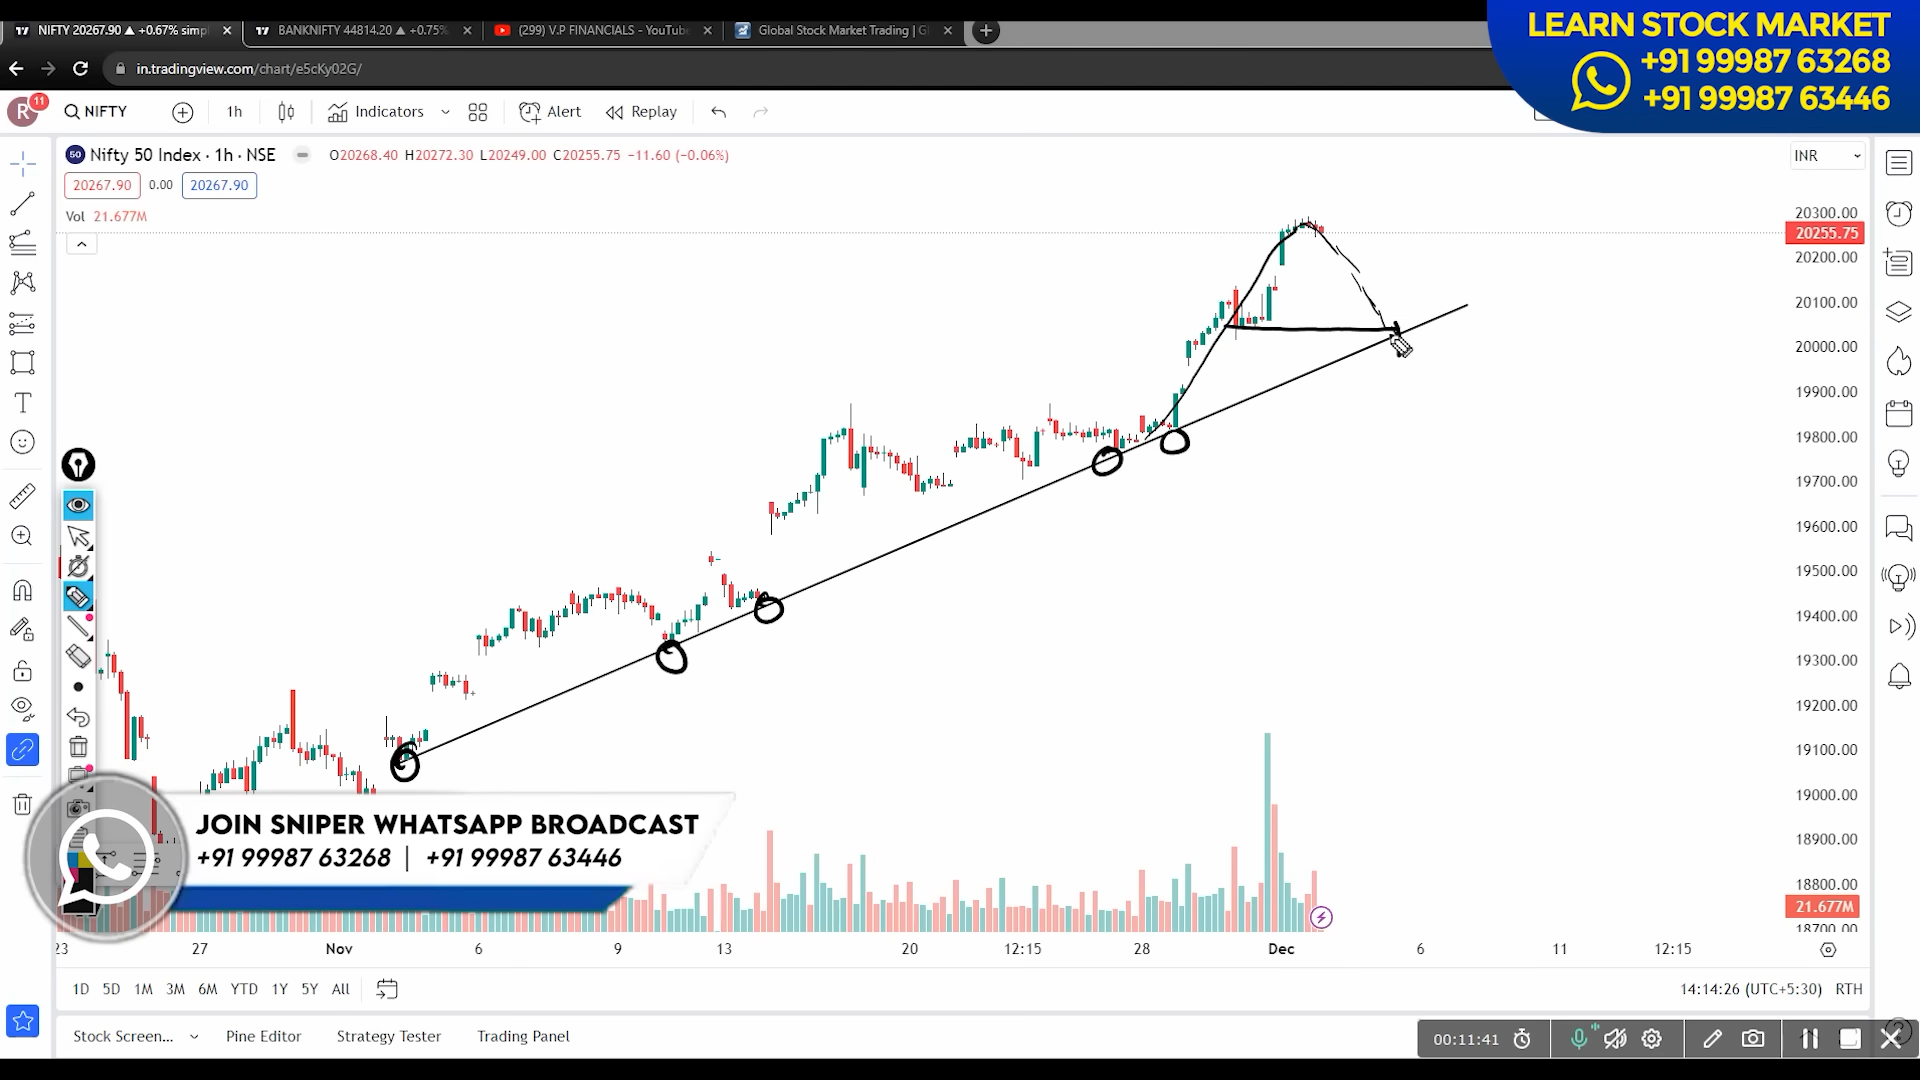 NIFTY 20267.90 ▲ +0.67% simpl
BANKNIFTY 44814.20 ▲ +0.75%
(299) V.P FINANCIALS - YouTube
Global Stock Market Trading | G
in.tradingview.com/chart/e5cKy02G/
LEARN STOCK MARKET
+91 99987 63268
+91 99987 63446
R
11
NIFTY
1h
Indicators
Alert
Replay
50
Nifty 50 Index · 1h · NSE
O20268.40 H20272.30 L20249.00 C20255.75 −11.60 (−0.06%)
INR
20267.90
0.00
20267.90
Vol 21.677M
20300.00
20255.75
20200.00
20100.00
20000.00
19900.00
19800.00
19700.00
19600.00
19500.00
19400.00
19300.00
19200.00
19100.00
19000.00
18900.00
18800.00
21.677M
18700.00
JOIN SNIPER WHATSAPP BROADCAST
+91 99987 63268 | +91 99987 63446
23
27
Nov
6
9
13
20
12:15
28
Dec
6
11
12:15
1D
5D
1M
3M
6M
YTD
1Y
5Y
All
14:14:26 (UTC+5:30)
RTH
Stock Screen...
Pine Editor
Strategy Tester
Trading Panel
00:11:41